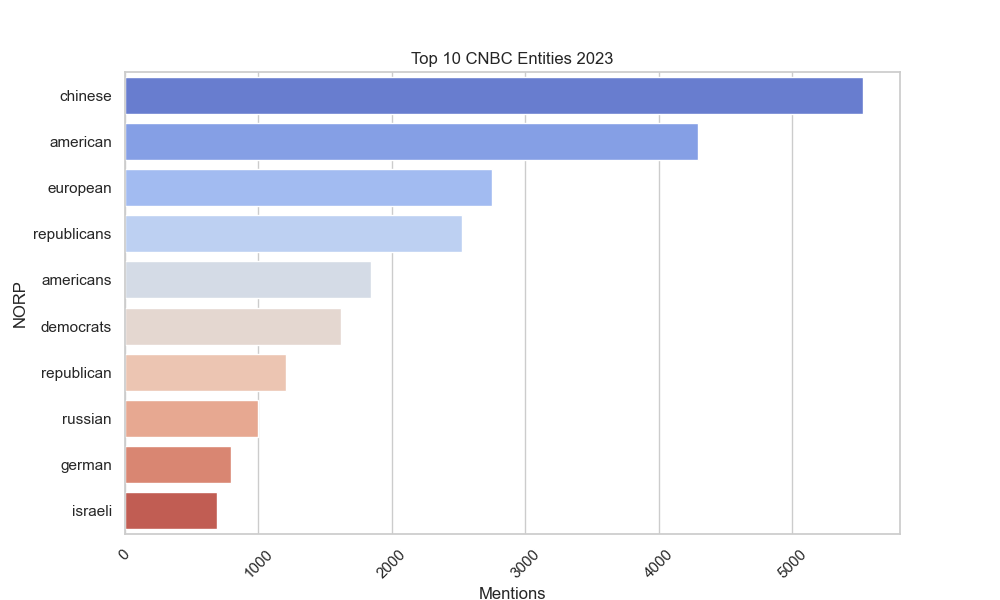 Top 10 CNBC Entities 2023
NORP
chinese
american
european
republicans
americans
democrats
republican
russian
german
israeli
0
1000
2000
3000
4000
5000
Mentions